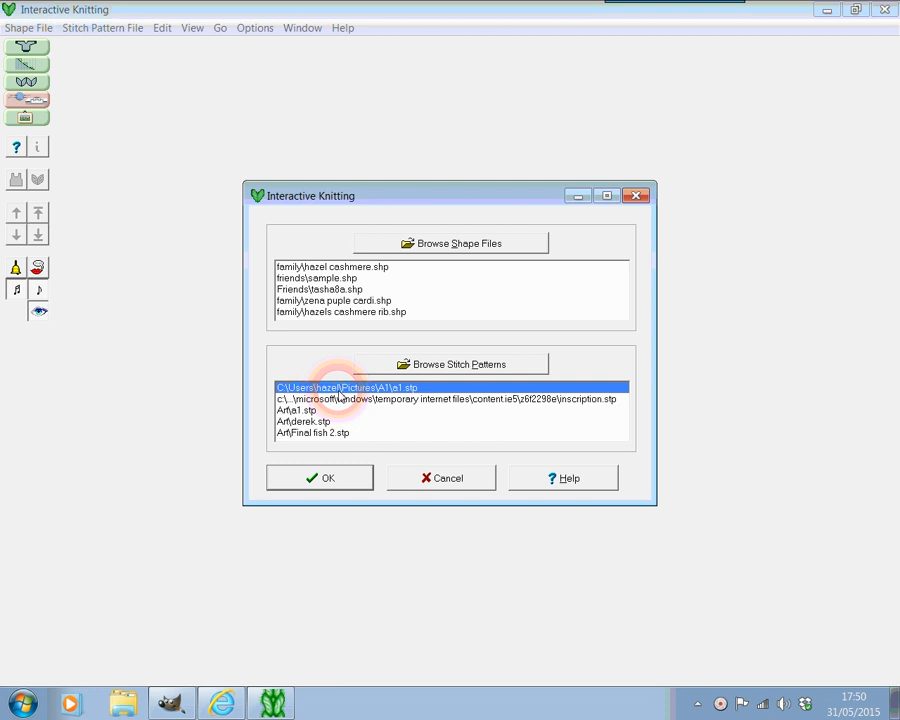 Interactive Knitting
Shape File Stitch Pattern File Edit View Go Options Window Help
Interactive Knitting
Browse Shape Files
family\hazel cashmere.shp
friends\sample.shp
Friends\tasha8a.shp
family\zena puple cardi.shp
family\hazels cashmere rib.shp
Browse Stitch Patterns
C:\Users\hazel\Pictures\A1\a1.stp
c:\...\microsoft\windows\temporary internet files\content.ie5\z6f2298e\inscription.stp
Art\a1.stp
Art\derek.stp
Art\Final fish 2.stp
OK Cancel Help
17:50
31/05/2015